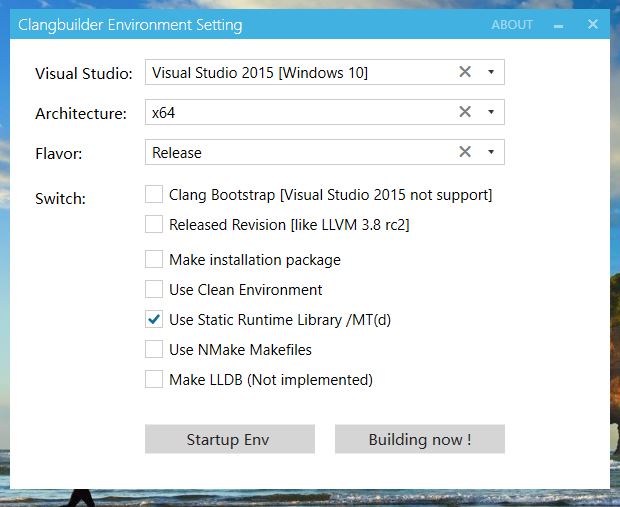 Clangbuilder Environment Setting ABOUT
Visual Studio: Visual Studio 2015 [Windows 10]
Architecture: x64
Flavor: Release
Switch: Clang Bootstrap [Visual Studio 2015 not support]
Released Revision [like LLVM 3.8 rc2]
Make installation package
Use Clean Environment
Use Static Runtime Library /MT(d)
Use NMake Makefiles
Make LLDB (Not implemented)
Startup Env Building now !